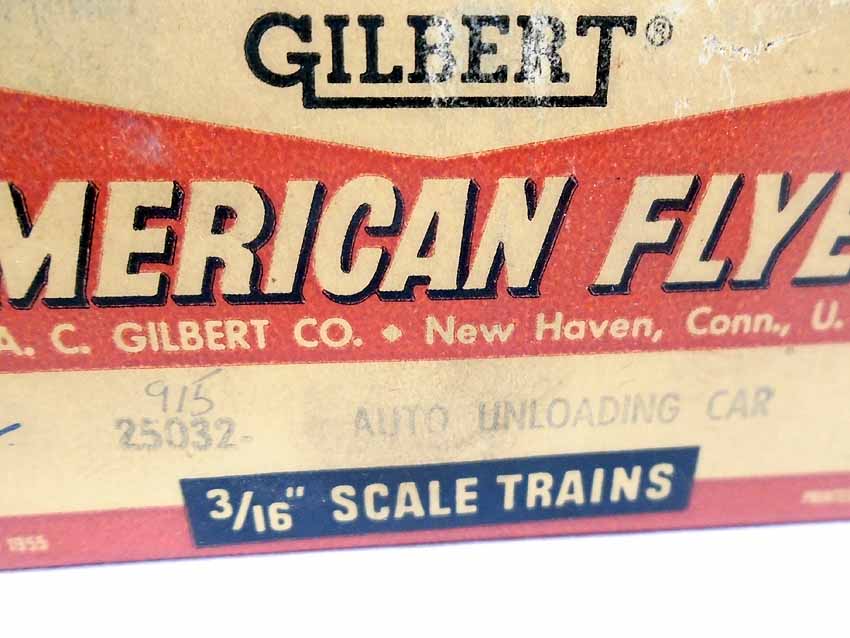 GILBERT®
MERICAN FLYE
A. C. GILBERT CO. ♦ New Haven, Conn., U.
915
25032- AUTO UNLOADING CAR
3/16" SCALE TRAINS
1955